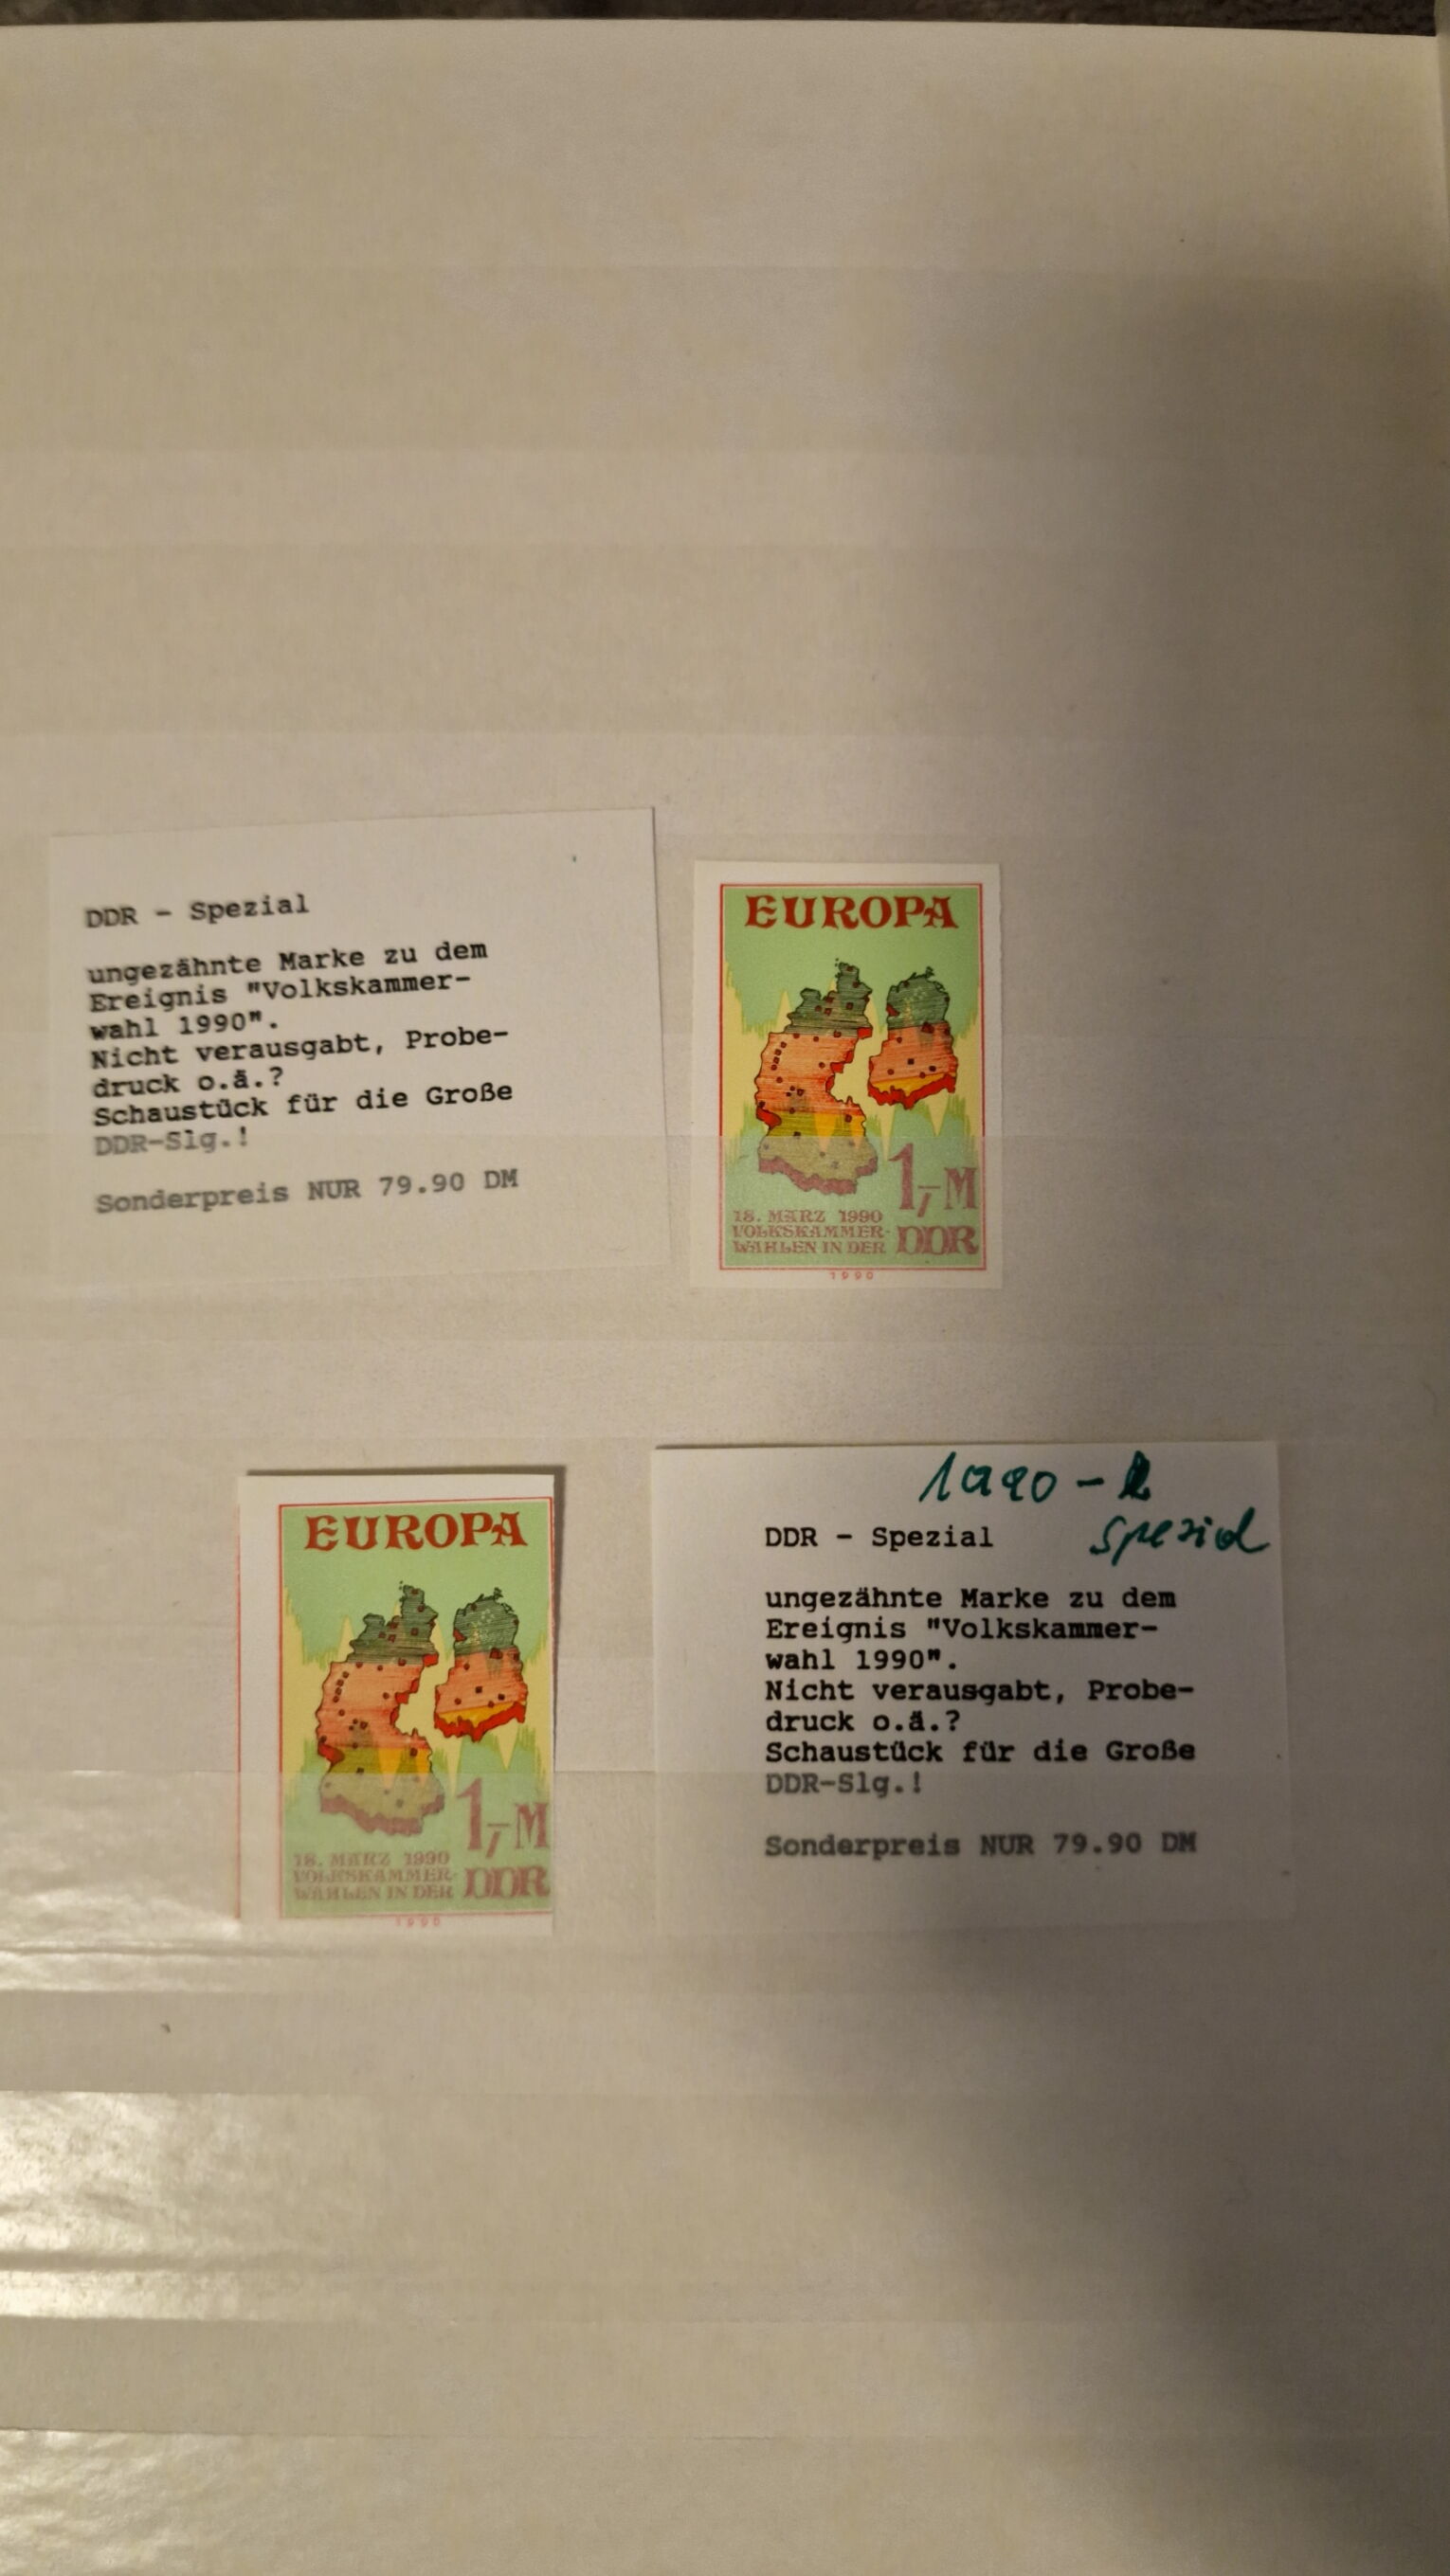 DDR - Spezial
ungezähnte Marke zu dem
Ereignis "Volkskammer-
wahl 1990".
Nicht verausgabt, Probe-
druck o.ä.?
Schaustück für die Große
DDR-Slg.!
Sonderpreis NUR 79.90 DM
EUROPA
1,-M
18. MÄRZ 1990
VOLKSKAMMER-
WAHLEN IN DER DDR
1990
EUROPA
1,-M
18. MÄRZ 1990
VOLKSKAMMER-
WAHLEN IN DER DDR
1990
1990 -
Spezial
DDR - Spezial
ungezähnte Marke zu dem
Ereignis "Volkskammer-
wahl 1990".
Nicht verausgabt, Probe-
druck o.ä.?
Schaustück für die Große
DDR-Slg.!
Sonderpreis NUR 79.90 DM